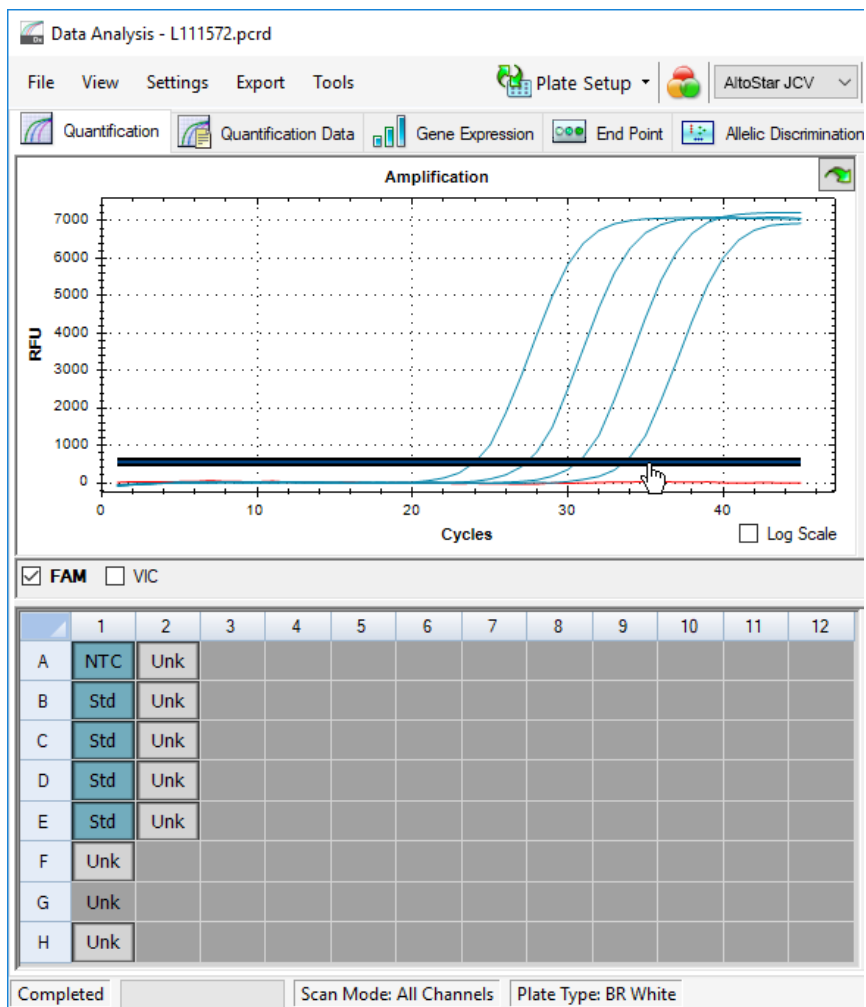 Data Analysis - L111572.pcrd
File View Settings Export Tools Plate Setup AltoStar JCV
Quantification Quantification Data Gene Expression End Point Allelic Discrimination
Amplification
7000
6000
5000
4000
3000
2000
1000
0
RFU
0 10 20 30 40
Cycles
Log Scale
FAM VIC
1 2 3 4 5 6 7 8 9 10 11 12
A NTC Unk
B Std Unk
C Std Unk
D Std Unk
E Std Unk
F Unk
G Unk
H Unk
Completed Scan Mode: All Channels Plate Type: BR White